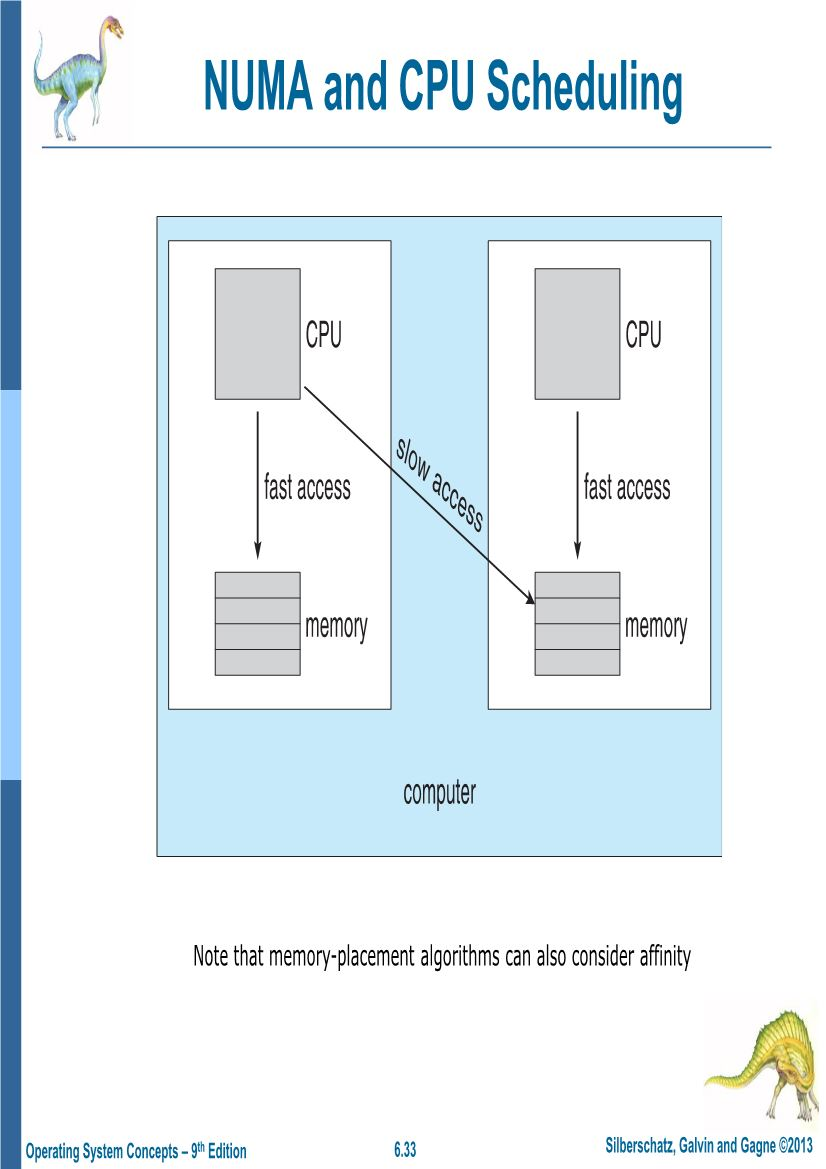 NUMA and CPU Scheduling
CPU
CPU
slow access
fast access
fast access
memory
memory
computer
Note that memory-placement algorithms can also consider affinity
Operating System Concepts – 9th Edition
6.33
Silberschatz, Galvin and Gagne ©2013